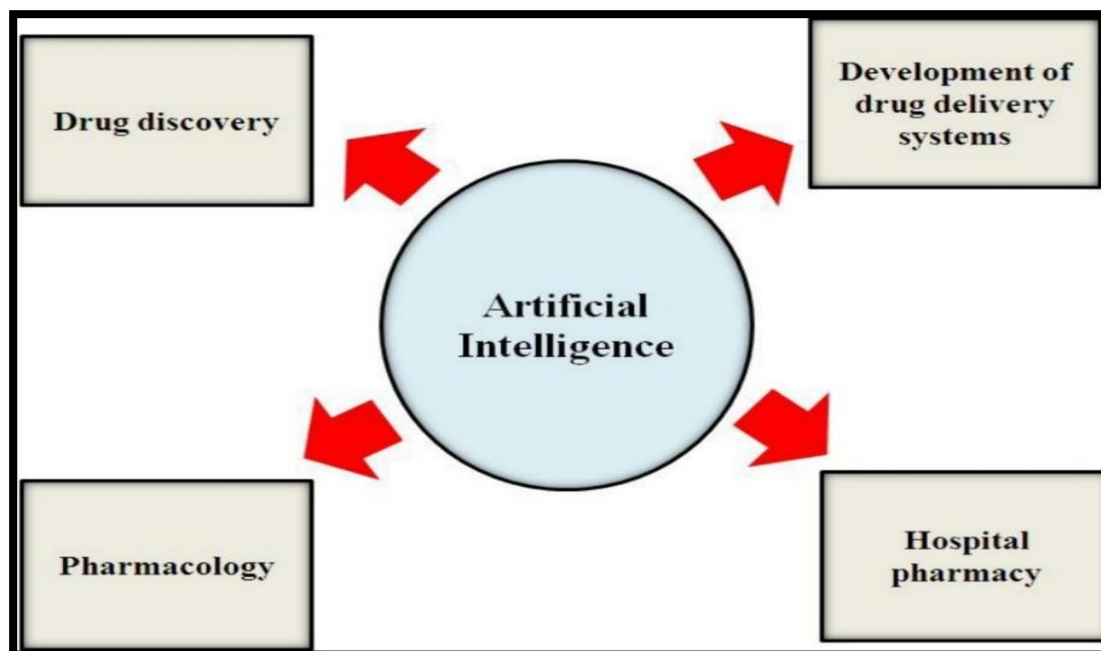 Drug discovery
Development of
drug delivery
systems
Artificial
Intelligence
Pharmacology
Hospital
pharmacy